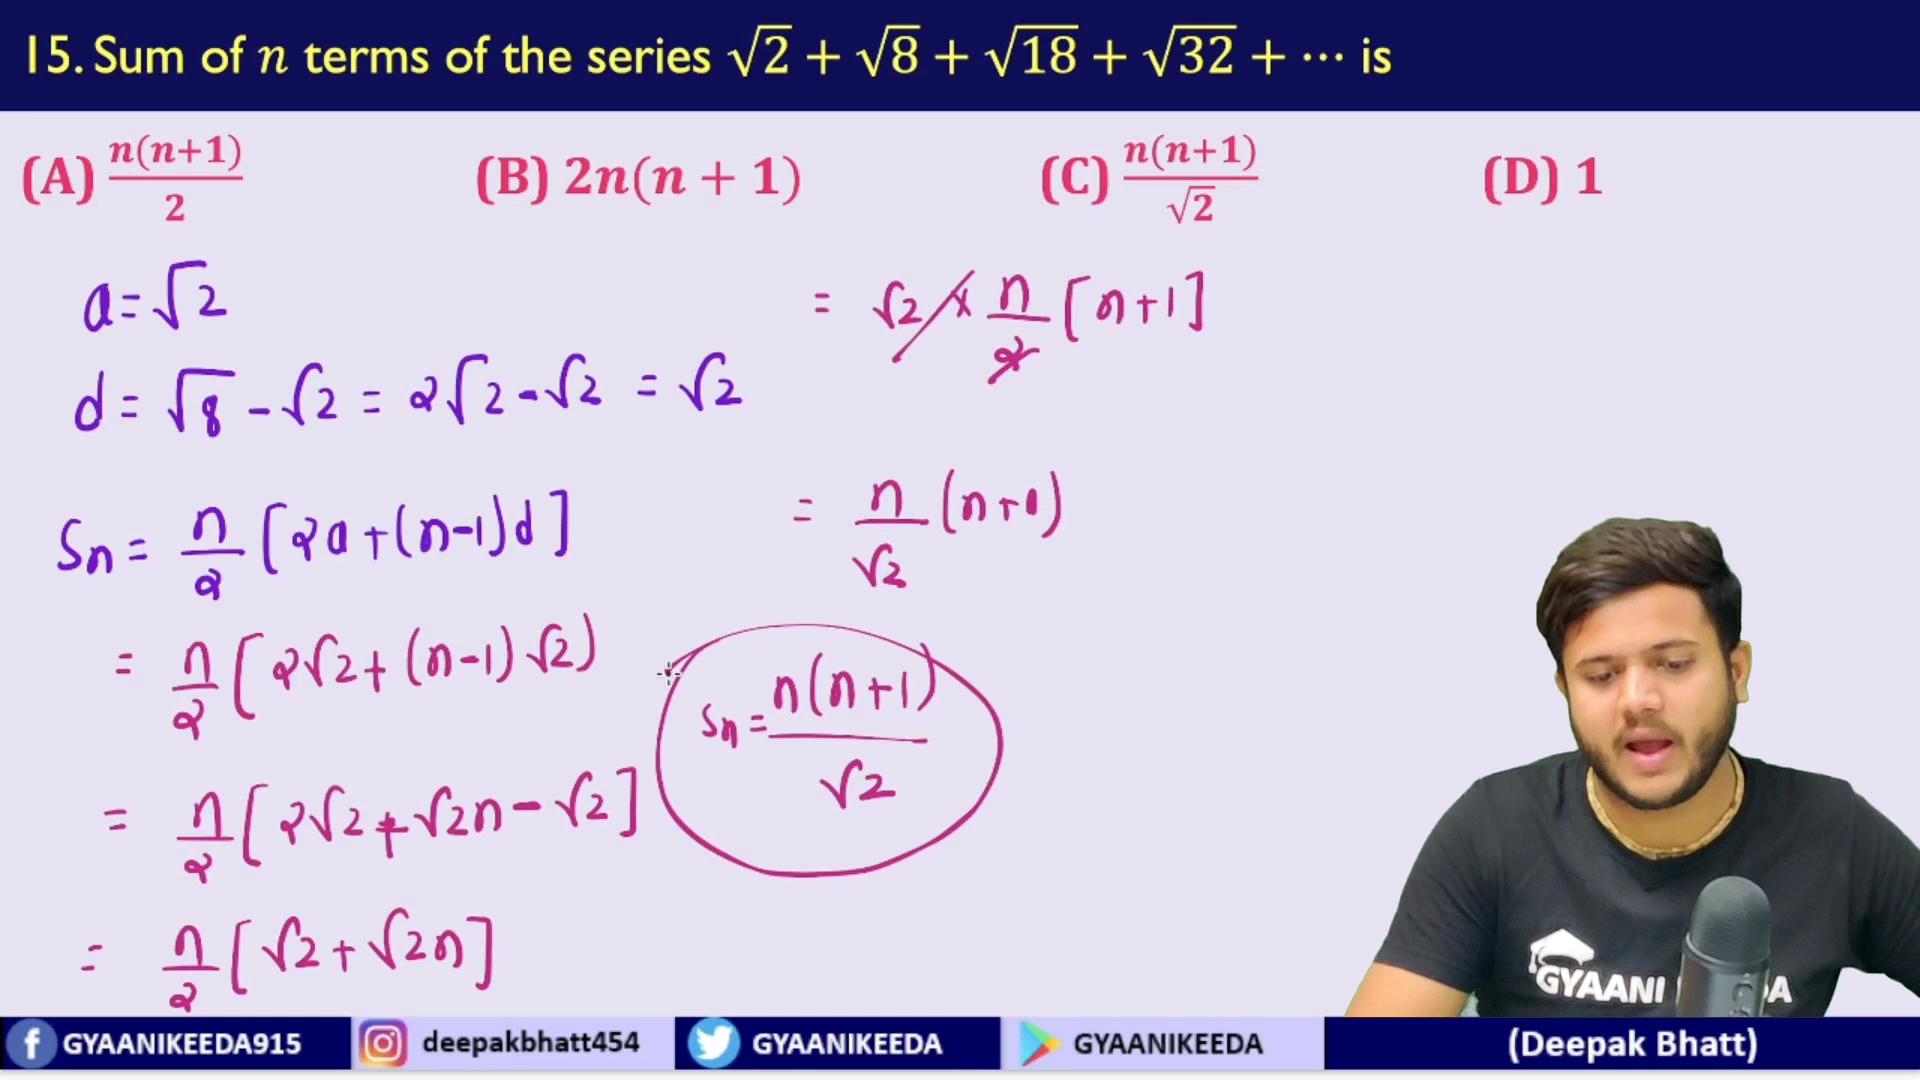 15. Sum of n terms of the series √2 + √8 + √18 + √32 + ⋯ is
(A) n(n+1)/2 (B) 2n(n + 1) (C) n(n+1)/√2 (D) 1
a = √2
d = √8 - √2 = 2√2 - √2 = √2
Sn = n/2 [2a + (n-1)d]
= n/2 [2√2 + (n-1)√2)
= n/2 [2√2 + √2n - √2]
= n/2 [√2 + √2n]
= √2 × n/2 [n+1]
= n/√2 (n+1)
Sn = n(n+1)/√2
GYAANI
DA
GYAANIKEEDA915 deepakbhatt454 GYAANIKEEDA GYAANIKEEDA (Deepak Bhatt)